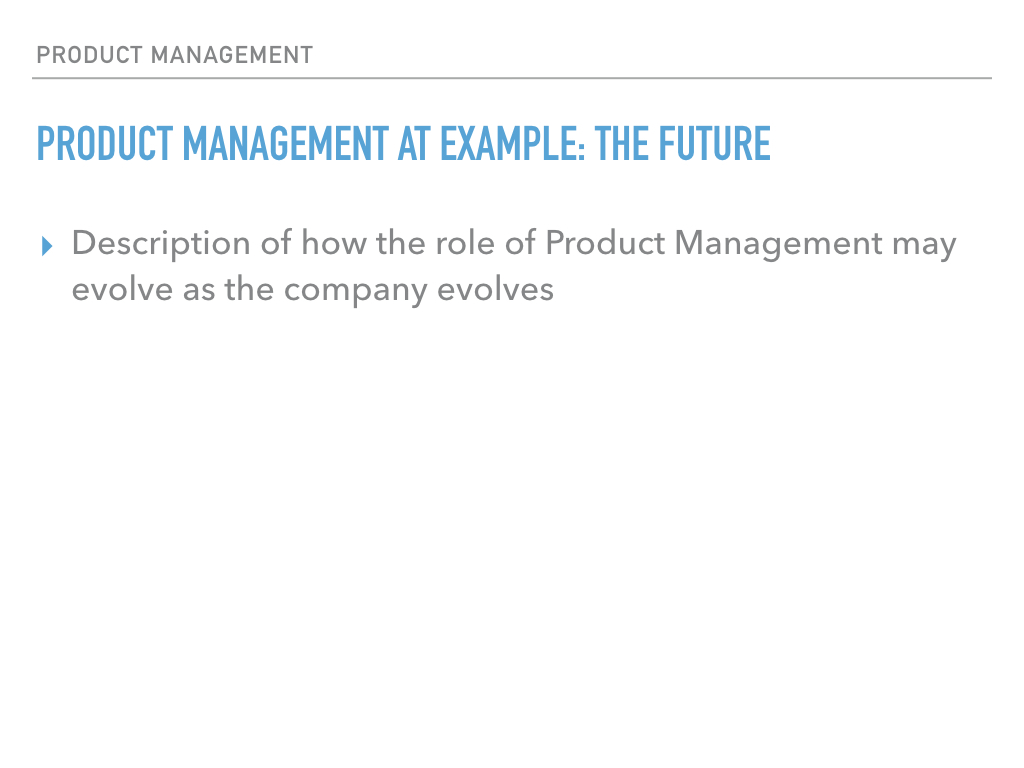 PRODUCT MANAGEMENT
PRODUCT MANAGEMENT AT EXAMPLE: THE FUTURE
Description of how the role of Product Management may
evolve as the company evolves